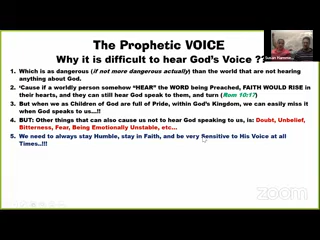 The Prophetic VOICE
Why it is difficult to hear God's Voice ??
1. Which is as dangerous (if not more dangerous actually) than the world that are not hearing
anything about God.
2. 'Cause if a worldly person somehow “HEAR” the WORD being Preached, FAITH WOULD RISE in
their hearts, and they can still hear God speak to them, and turn (Rom 10:17)
3. But when we as Children of God are full of Pride, within God's Kingdom, we can easily miss it
when God speaks to us...!!
4. BUT: Other things that can also cause us not to hear God speaking to us, is: Doubt, Unbelief,
Bitterness, Fear, Being Emotionally Unstable, etc...
5. We need to always stay Humble, stay in Faith, and be very Sensitive to His Voice at all
Times..!!!
zoom